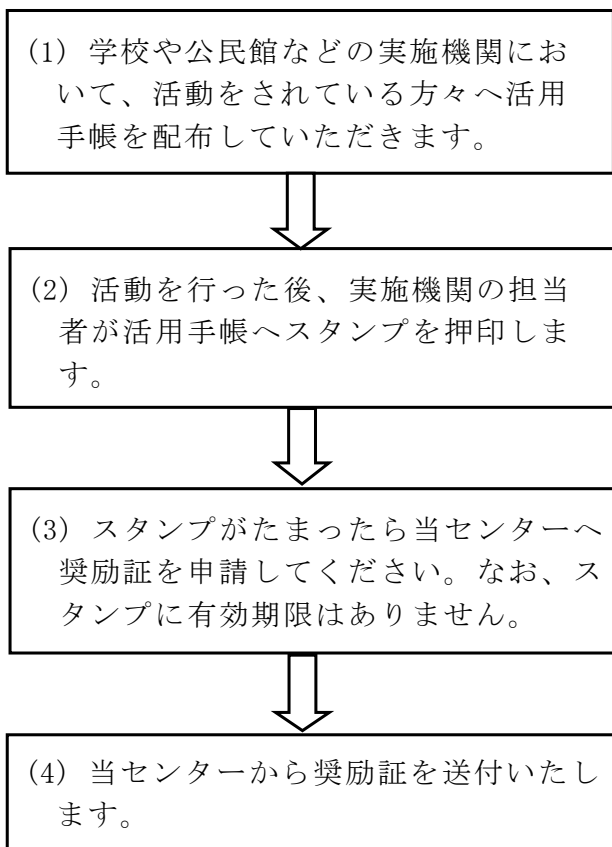 (1) 学校や公民館などの実施機関にお
いて、活動をされている方々へ活用
手帳を配布していただきます。
(2) 活動を行った後、実施機関の担当
者が活用手帳へスタンプを押印しま
す。
(3) スタンプがたまったら当センターへ
奨励証を申請してください。なお、ス
タンプに有効期限はありません。
(4) 当センターから奨励証を送付いたし
ます。